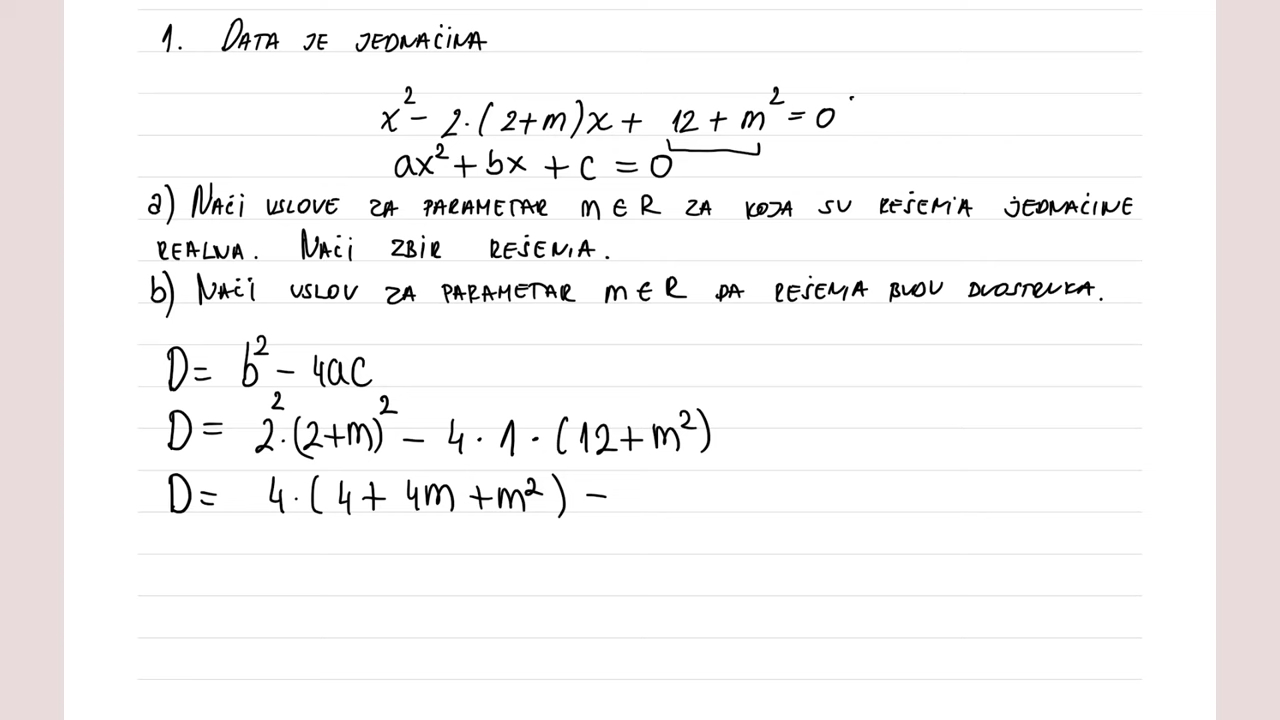 1. DATA JE JEDNAČINA
x² - 2·(2+m)x + 12 + m² = 0
ax² + bx + c = 0
a) NAĆI USLOVE ZA PARAMETAR m ∈ R ZA KOJA SU REŠENJA JEDNAČINE
REALNA. NAĆI ZBIR REŠENJA.
b) NAĆI USLOV ZA PARAMETAR m ∈ R DA REŠENJA BUDU DVOSTRUKA.
D = b² - 4ac
D = 2²·(2+m)² - 4·1·(12+m²)
D = 4·(4 + 4m + m²) -